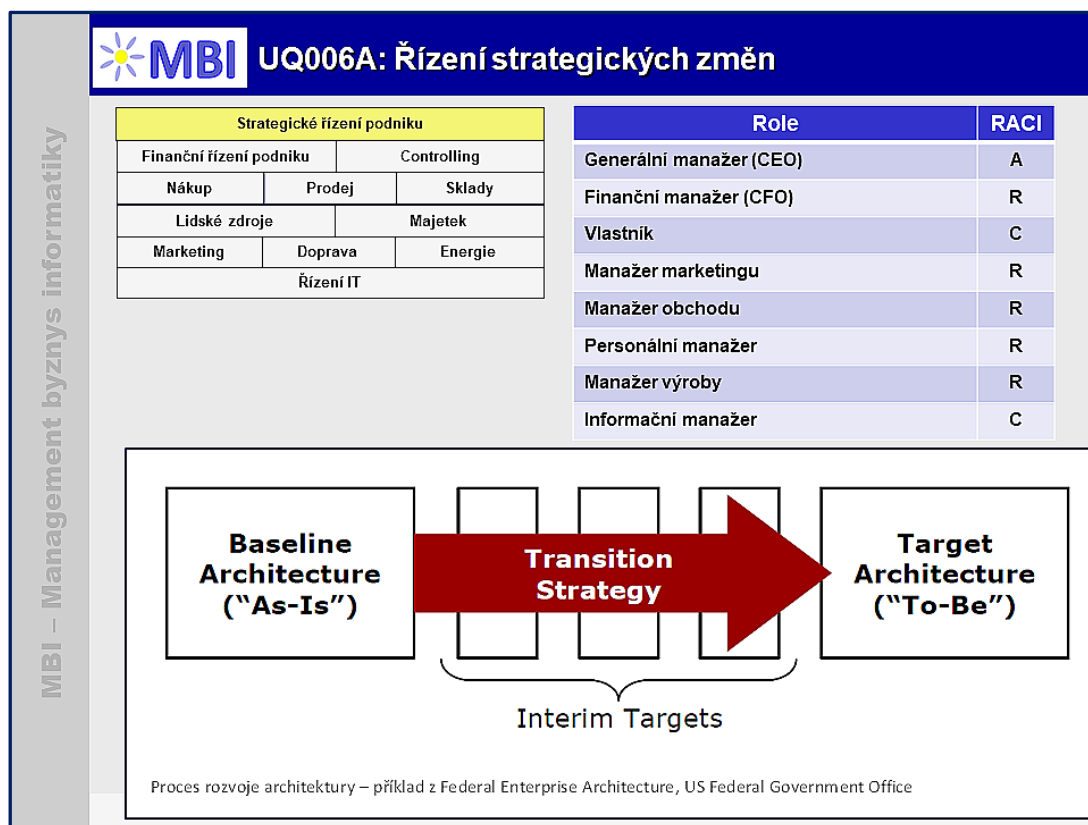 MBI
UQ006A: Řízení strategických změn
MBI – Management byznys informatiky
Strategické řízení podniku
Finanční řízení podniku Controlling
Nákup Prodej Sklady
Lidské zdroje Majetek
Marketing Doprava Energie
Řízení IT
Role RACI
Generální manažer (CEO) A
Finanční manažer (CFO) R
Vlastník C
Manažer marketingu R
Manažer obchodu R
Personální manažer R
Manažer výroby R
Informační manažer C
Baseline
Architecture
(“As-Is”)
Transition
Strategy
Target
Architecture
(“To-Be”)
Interim Targets
Proces rozvoje architektury – příklad z Federal Enterprise Architecture, US Federal Government Office